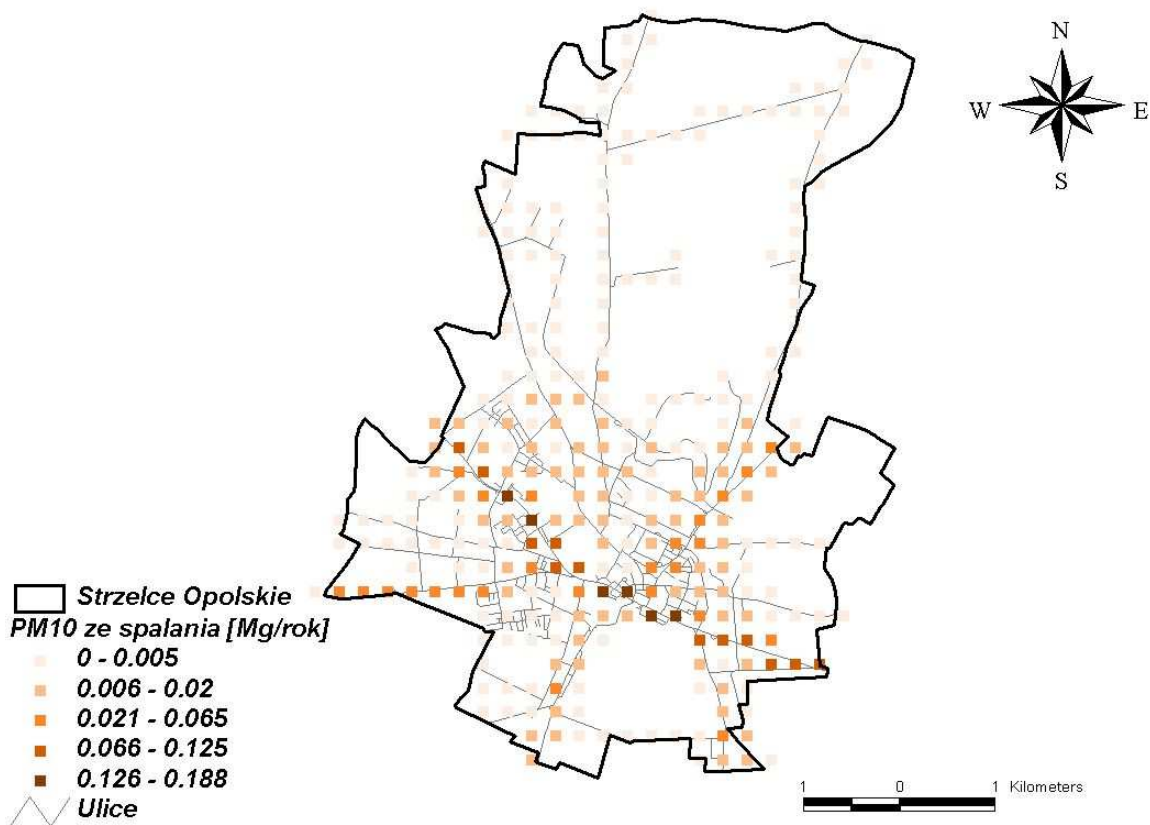 N
W E
S
Strzelce Opolskie
PM10 ze spalania [Mg/rok]
0 - 0.005
0.006 - 0.02
0.021 - 0.065
0.066 - 0.125
0.126 - 0.188
Ulice
1 0 1 Kilometers